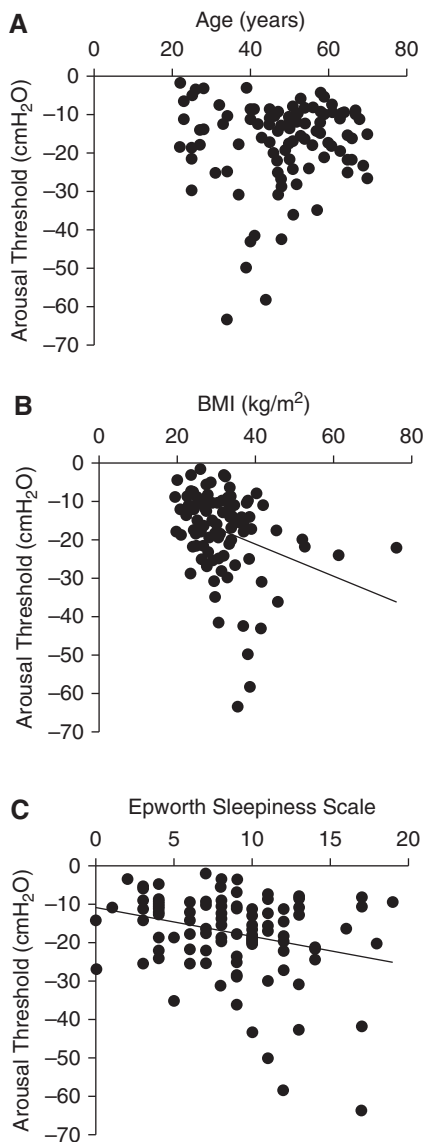 A
Age (years)
0 20 40 60 80
Arousal Threshold (cmH₂O)
0
–10
–20
–30
–40
–50
–60
–70
B
BMI (kg/m²)
0 20 40 60 80
Arousal Threshold (cmH₂O)
0
–10
–20
–30
–40
–50
–60
–70
C
Epworth Sleepiness Scale
0 5 10 15 20
Arousal Threshold (cmH₂O)
0
–10
–20
–30
–40
–50
–60
–70